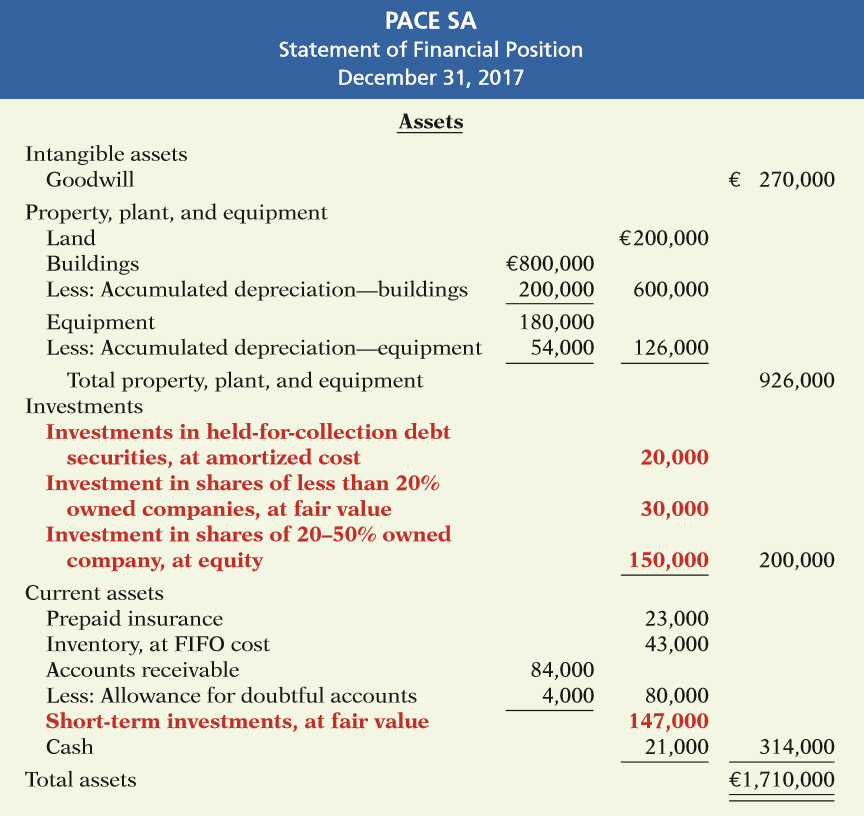 PACE SA
Statement of Financial Position
December 31, 2017
Assets
Intangible assets
Goodwill € 270,000
Property, plant, and equipment
Land €200,000
Buildings €800,000
Less: Accumulated depreciation—buildings 200,000 600,000
Equipment 180,000
Less: Accumulated depreciation—equipment 54,000 126,000
Total property, plant, and equipment 926,000
Investments
Investments in held-for-collection debt
securities, at amortized cost 20,000
Investment in shares of less than 20%
owned companies, at fair value 30,000
Investment in shares of 20–50% owned
company, at equity 150,000 200,000
Current assets
Prepaid insurance 23,000
Inventory, at FIFO cost 43,000
Accounts receivable 84,000
Less: Allowance for doubtful accounts 4,000 80,000
Short-term investments, at fair value 147,000
Cash 21,000 314,000
Total assets €1,710,000